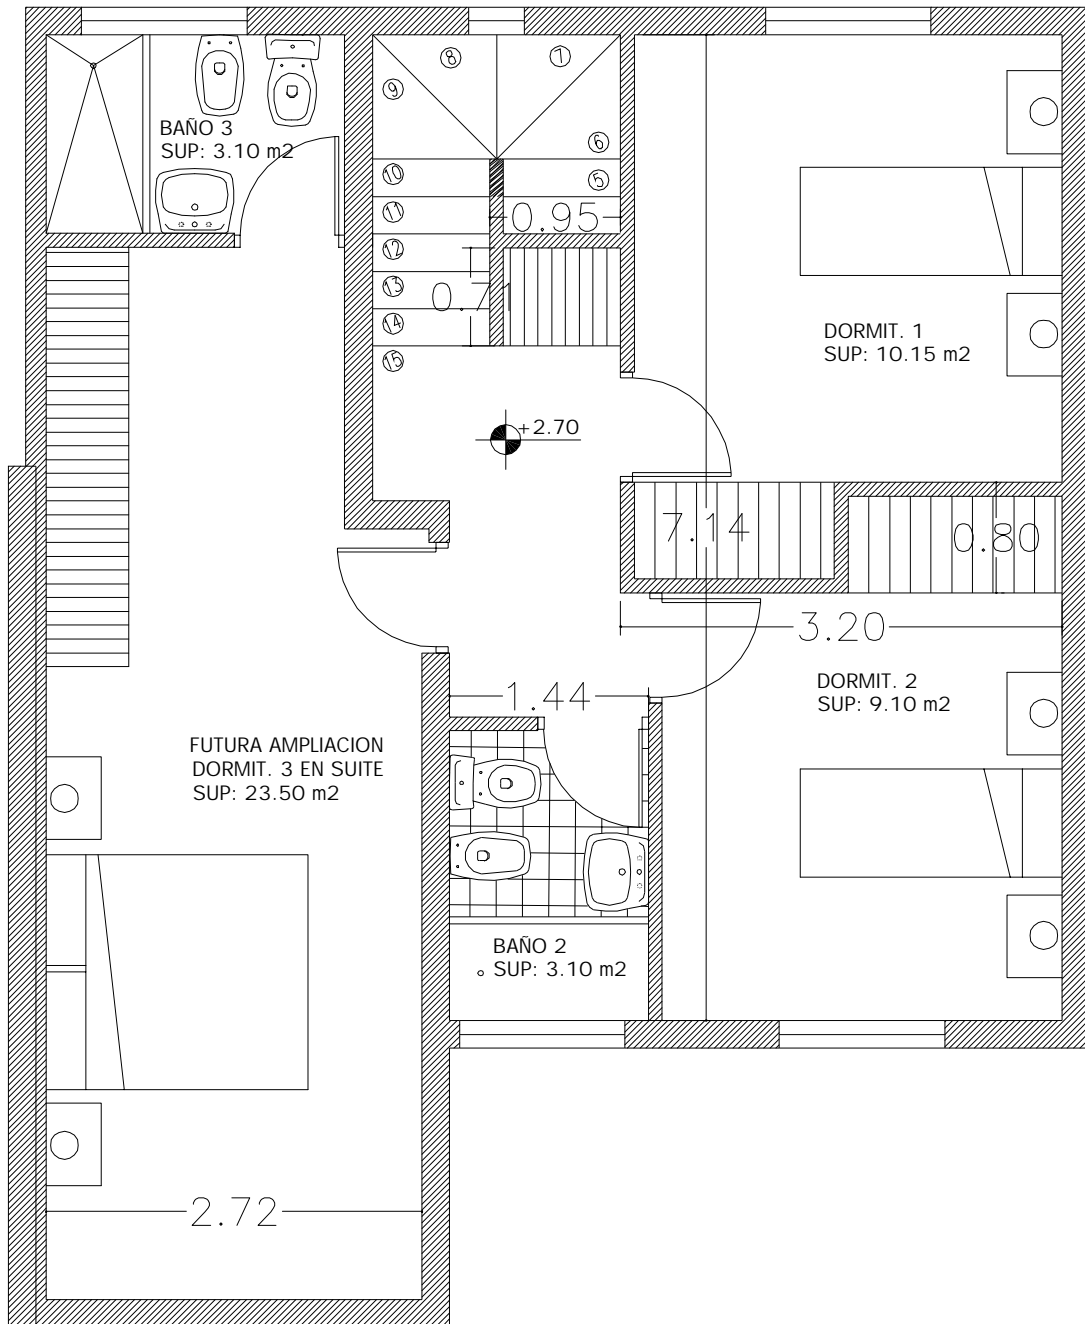 8
7
9
BAÑO 3
SUP: 3.10 m2
6
10
5
11
0.95
12
13
0.71
14
DORMIT. 1
SUP: 10.15 m2
15
+2.70
7.14
0.80
3.20
1.44
DORMIT. 2
SUP: 9.10 m2
FUTURA AMPLIACION
DORMIT. 3 EN SUITE
SUP: 23.50 m2
BAÑO 2
SUP: 3.10 m2
2.72